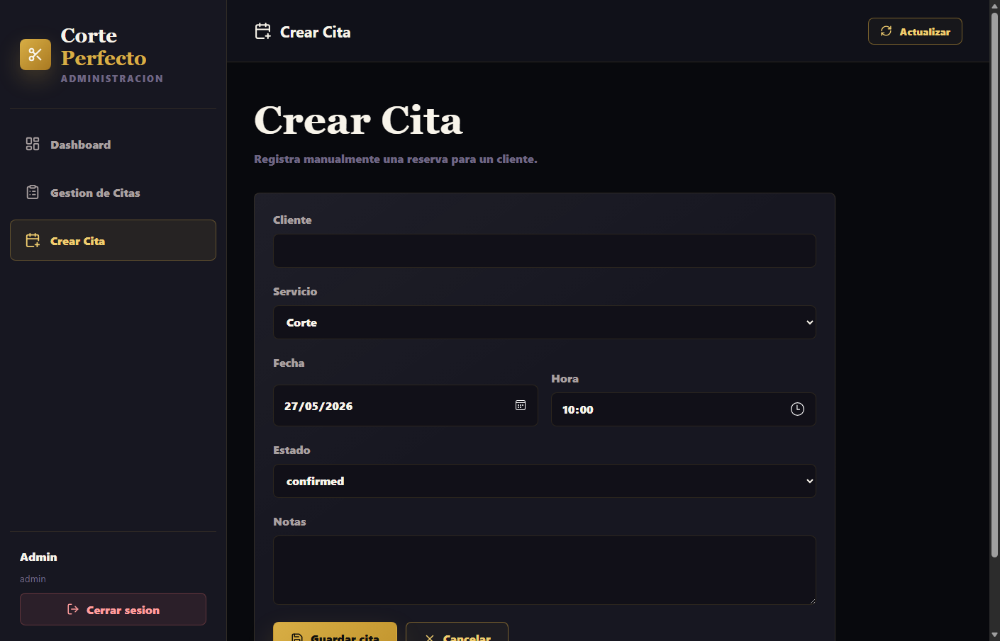 Corte
Perfecto
ADMINISTRACION
Dashboard
Gestion de Citas
Crear Cita
Admin
admin
Cerrar sesion
Crear Cita
Actualizar
Crear Cita
Registra manualmente una reserva para un cliente.
Cliente
Servicio
Corte
Fecha
27/05/2026
Hora
10:00
Estado
confirmed
Notas
Guardar cita
Cancelar